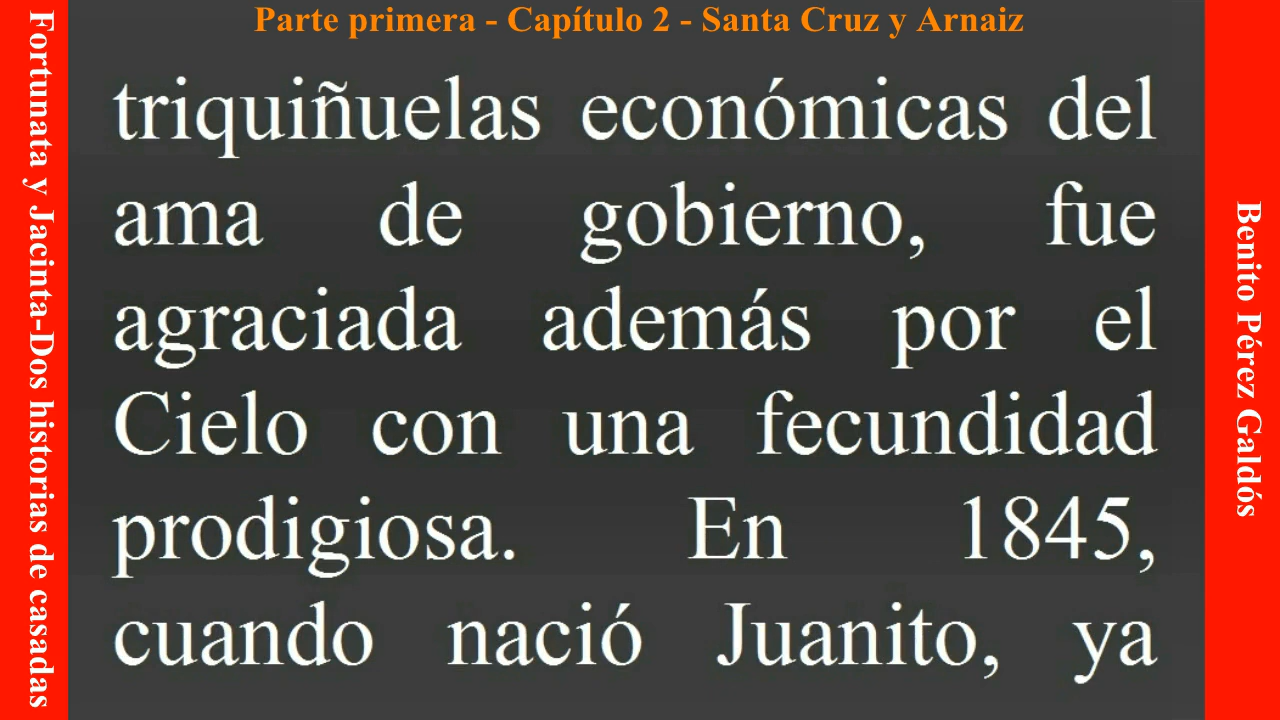 Parte primera - Capítulo 2 - Santa Cruz y Arnaiz
Fortunata y Jacinta-Dos historias de casadas
triquiñuelas económicas del
ama de gobierno, fue
agraciada además por el
Cielo con una fecundidad
prodigiosa. En 1845,
cuando nació Juanito, ya
Benito Pérez Galdós